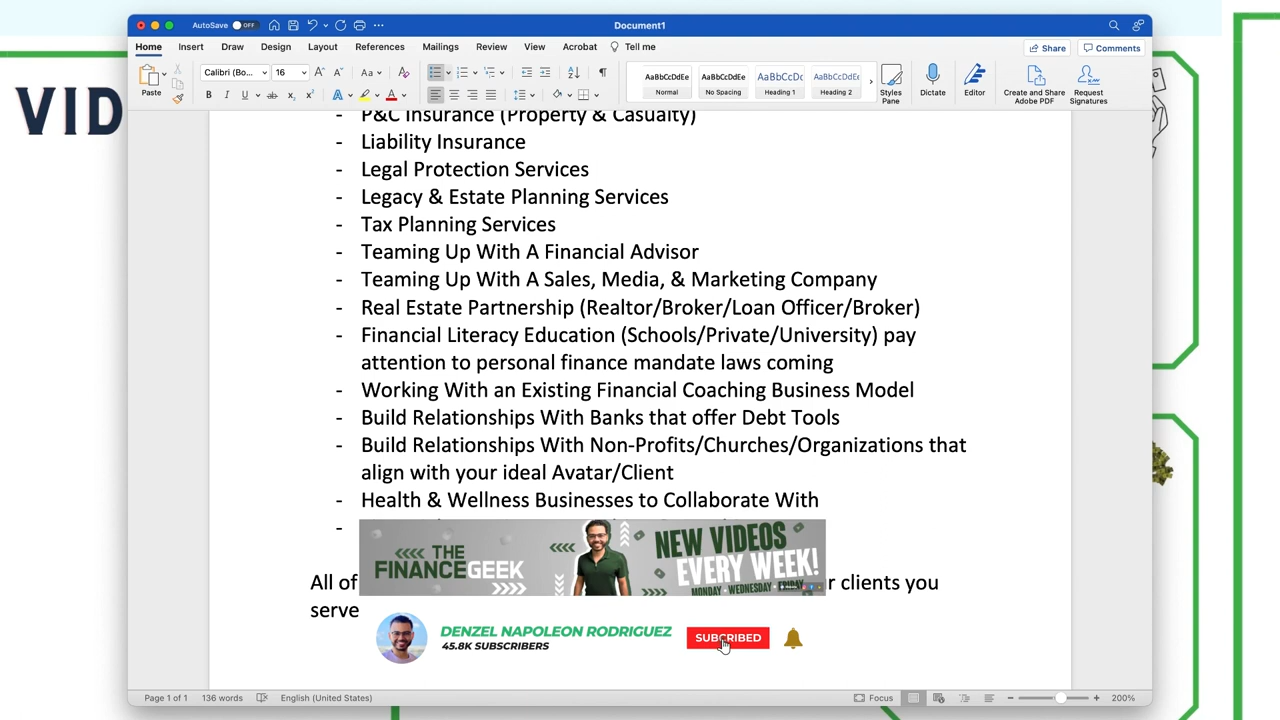 AutoSave OFF
Document1
Home Insert Draw Design Layout References Mailings Review View Acrobat Tell me
Share Comments
Paste
Calibri (Bo... 16
AaBbCcDdEe AaBbCcDdEe AaBbCcDc AaBbCcDdEe
Normal No Spacing Heading 1 Heading 2
Styles Pane
Dictate
Editor
Create and Share Adobe PDF
Request Signatures
VID
- P&C Insurance (Property & Casualty)
- Liability Insurance
- Legal Protection Services
- Legacy & Estate Planning Services
- Tax Planning Services
- Teaming Up With A Financial Advisor
- Teaming Up With A Sales, Media, & Marketing Company
- Real Estate Partnership (Realtor/Broker/Loan Officer/Broker)
- Financial Literacy Education (Schools/Private/University) pay
attention to personal finance mandate laws coming
- Working With an Existing Financial Coaching Business Model
- Build Relationships With Banks that offer Debt Tools
- Build Relationships With Non-Profits/Churches/Organizations that
align with your ideal Avatar/Client
- Health & Wellness Businesses to Collaborate With
-
THE
FINANCEGEEK
NEW VIDEOS
EVERY WEEK!
MONDAY - WEDNESDAY - FRIDAY
All of
r clients you
serve
DENZEL NAPOLEON RODRIGUEZ
45.8K SUBSCRIBERS
SUBCRIBED
Page 1 of 1 136 words English (United States) Focus 200%